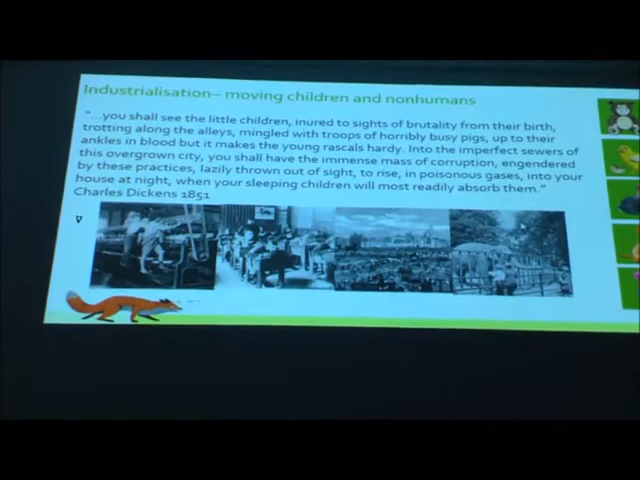 Industrialisation– moving children and nonhumans
"...you shall see the little children, inured to sights of brutality from their birth,
trotting along the alleys, mingled with troops of horribly busy pigs, up to their
ankles in blood but it makes the young rascals hardy. Into the imperfect sewers of
this overgrown city, you shall have the immense mass of corruption, engendered
by these practices, lazily thrown out of sight, to rise, in poisonous gases, into your
house at night, when your sleeping children will most readily absorb them."
Charles Dickens 1851